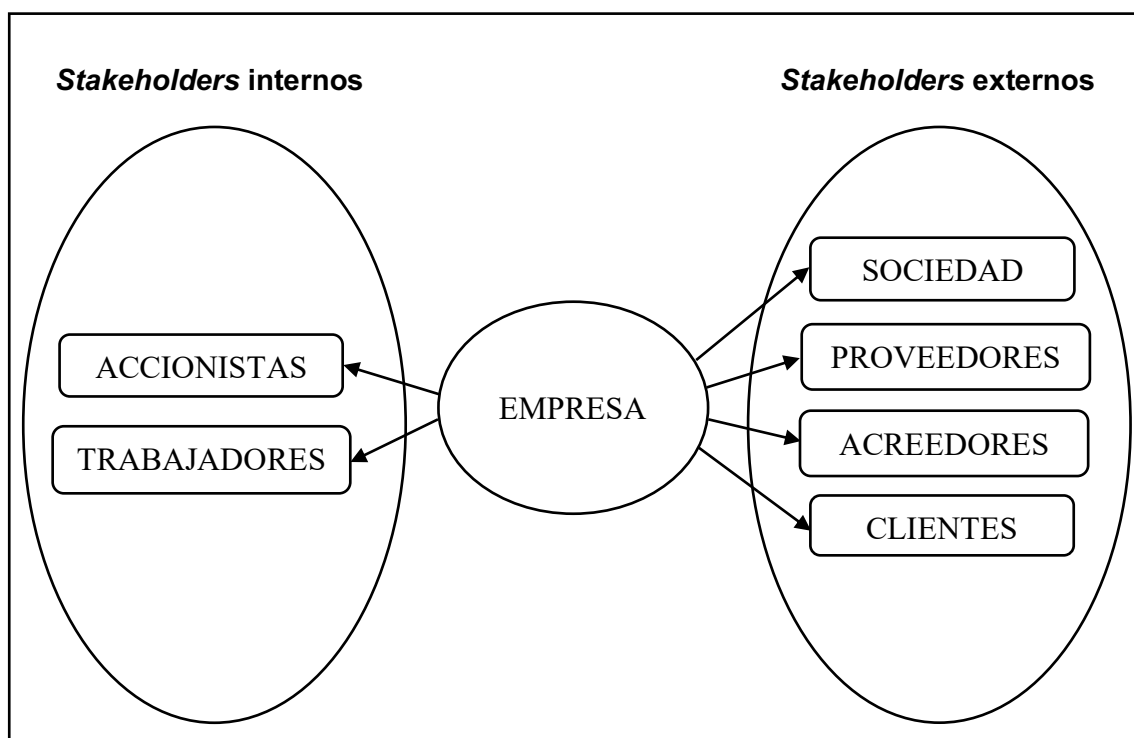 Stakeholders internos
Stakeholders externos
SOCIEDAD
PROVEEDORES
ACCIONISTAS
EMPRESA
TRABAJADORES
ACREEDORES
CLIENTES